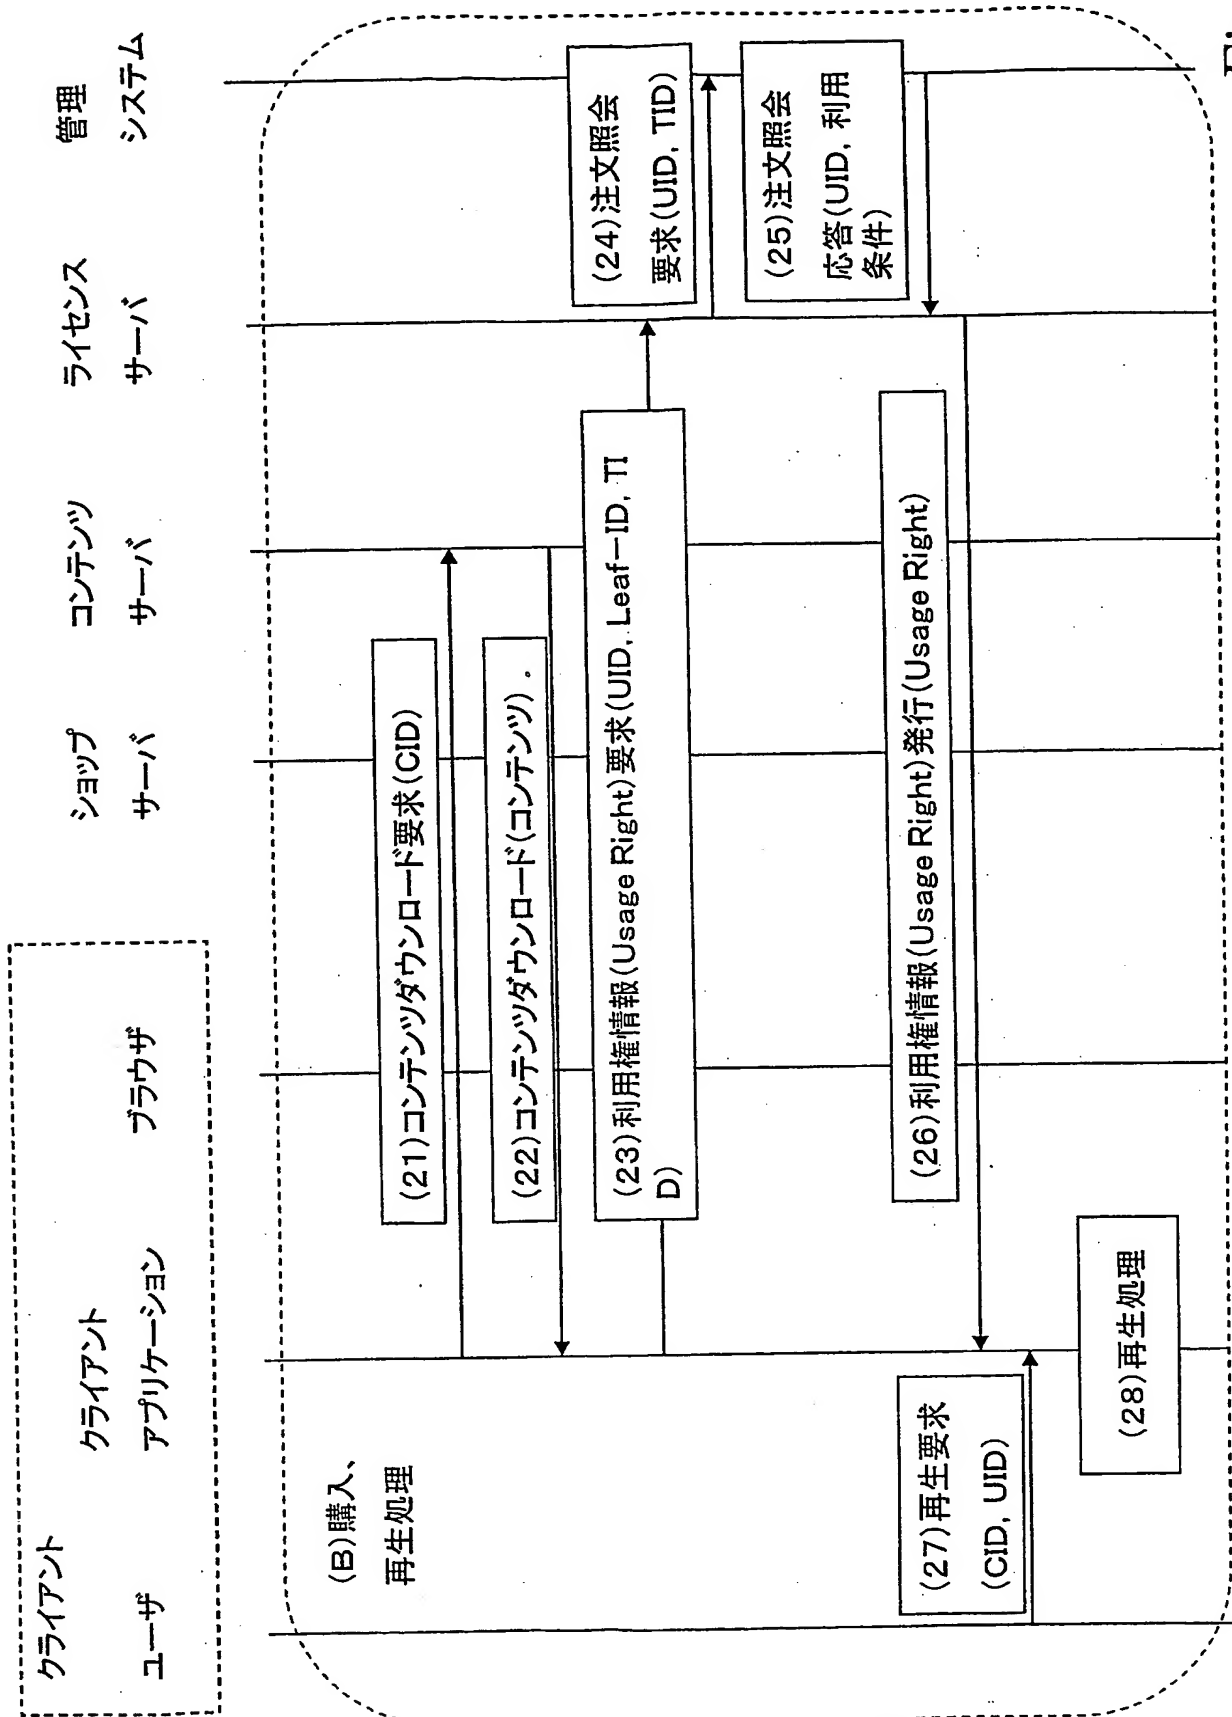 クライアント
ユーザ
クライアント
アプリケーション
ブラウザ
ショップ
サーバ
コンテンツ
サーバ
ライセンス
サーバ
管理
システム
(B)購入、
再生処理
(21)コンテンツダウンロード要求(CID)
(22)コンテンツダウンロード(コンテンツ)
(23)利用権情報(Usage Right)要求(UID, Leaf-ID, TI
D)
(24)注文照会
要求(UID, TID)
(25)注文照会
応答(UID, 利用
条件)
(26)利用権情報(Usage Right)発行(Usage Right)
(27)再生要求
(CID, UID)
(28)再生処理